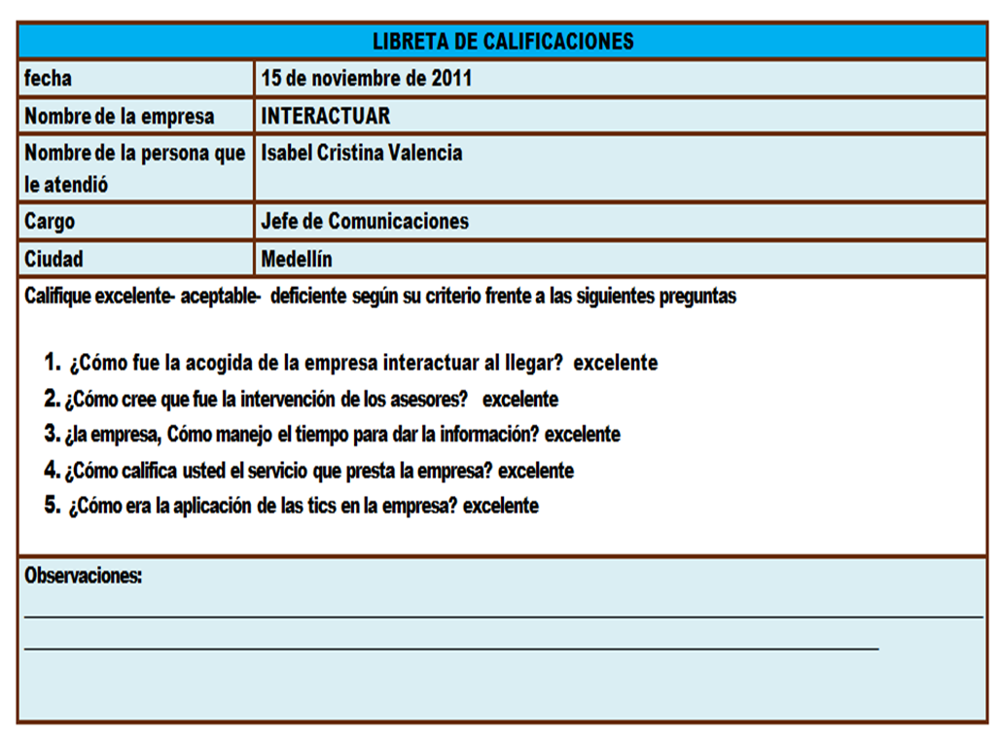 LIBRETA DE CALIFICACIONES
fecha 15 de noviembre de 2011
Nombre de la empresa INTERACTUAR
Nombre de la persona que Isabel Cristina Valencia
le atendió
Cargo Jefe de Comunicaciones
Ciudad Medellín
Califique excelente- aceptable- deficiente según su criterio frente a las siguientes preguntas
1. ¿Cómo fue la acogida de la empresa interactuar al llegar? excelente
2. ¿Cómo cree que fue la intervención de los asesores? excelente
3. ¿la empresa, Cómo manejo el tiempo para dar la información? excelente
4. ¿Cómo califica usted el servicio que presta la empresa? excelente
5. ¿Cómo era la aplicación de las tics en la empresa? excelente
Observaciones: